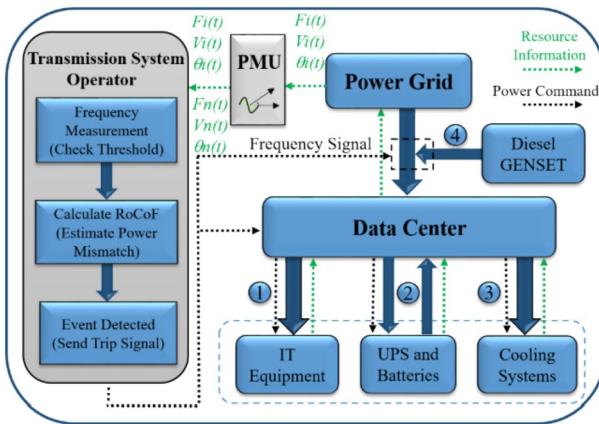 Transmission System
Operator
Frequency
Measurement
(Check Threshold)
Calculate RoCoF
(Estimate Power
Mismatch)
Event Detected
(Send Trip Signal)
Fi(t)
Vi(t)
θi(t)
Fn(t)
Vn(t)
θn(t)
PMU
Fi(t)
Vi(t)
θi(t)
Power Grid
Resource
Information
Power Command
Frequency Signal
4
Diesel
GENSET
Data Center
1
2
3
IT
Equipment
UPS and
Batteries
Cooling
Systems